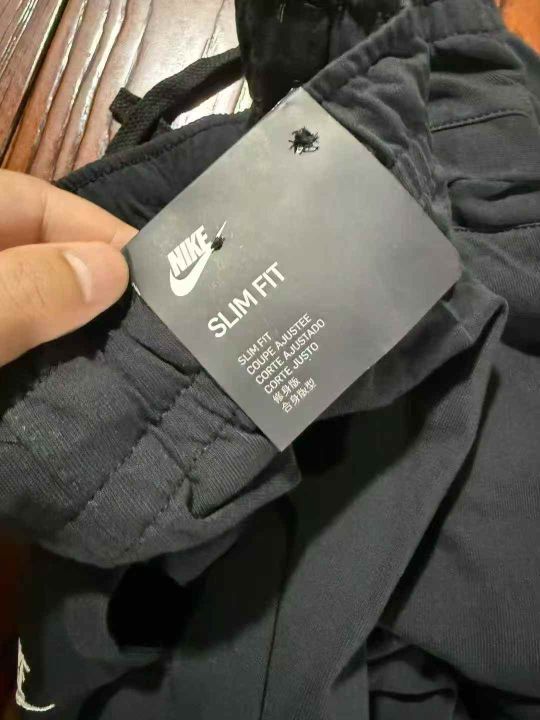 NIKE
SLIM FIT
SLIM FIT
COUPE AJUSTEE
CORTE AJUSTADO
CORTE JUSTO
修身版
合身版型